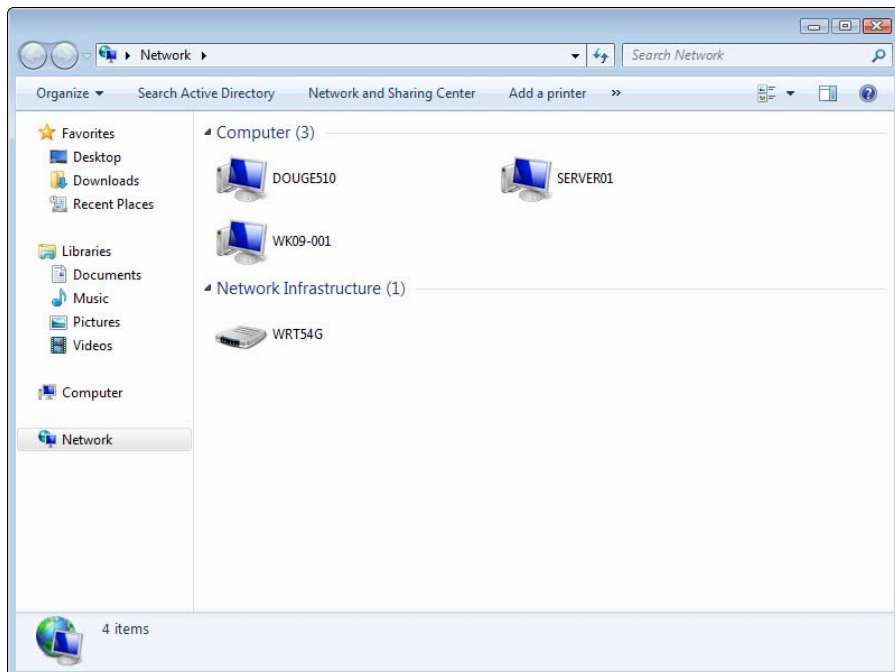 Network
Search Network
Organize Search Active Directory Network and Sharing Center Add a printer »
Favorites
Desktop
Downloads
Recent Places
Libraries
Documents
Music
Pictures
Videos
Computer
Network
Computer (3)
DOUGE510 SERVER01
WK09-001
Network Infrastructure (1)
WRT54G
4 items